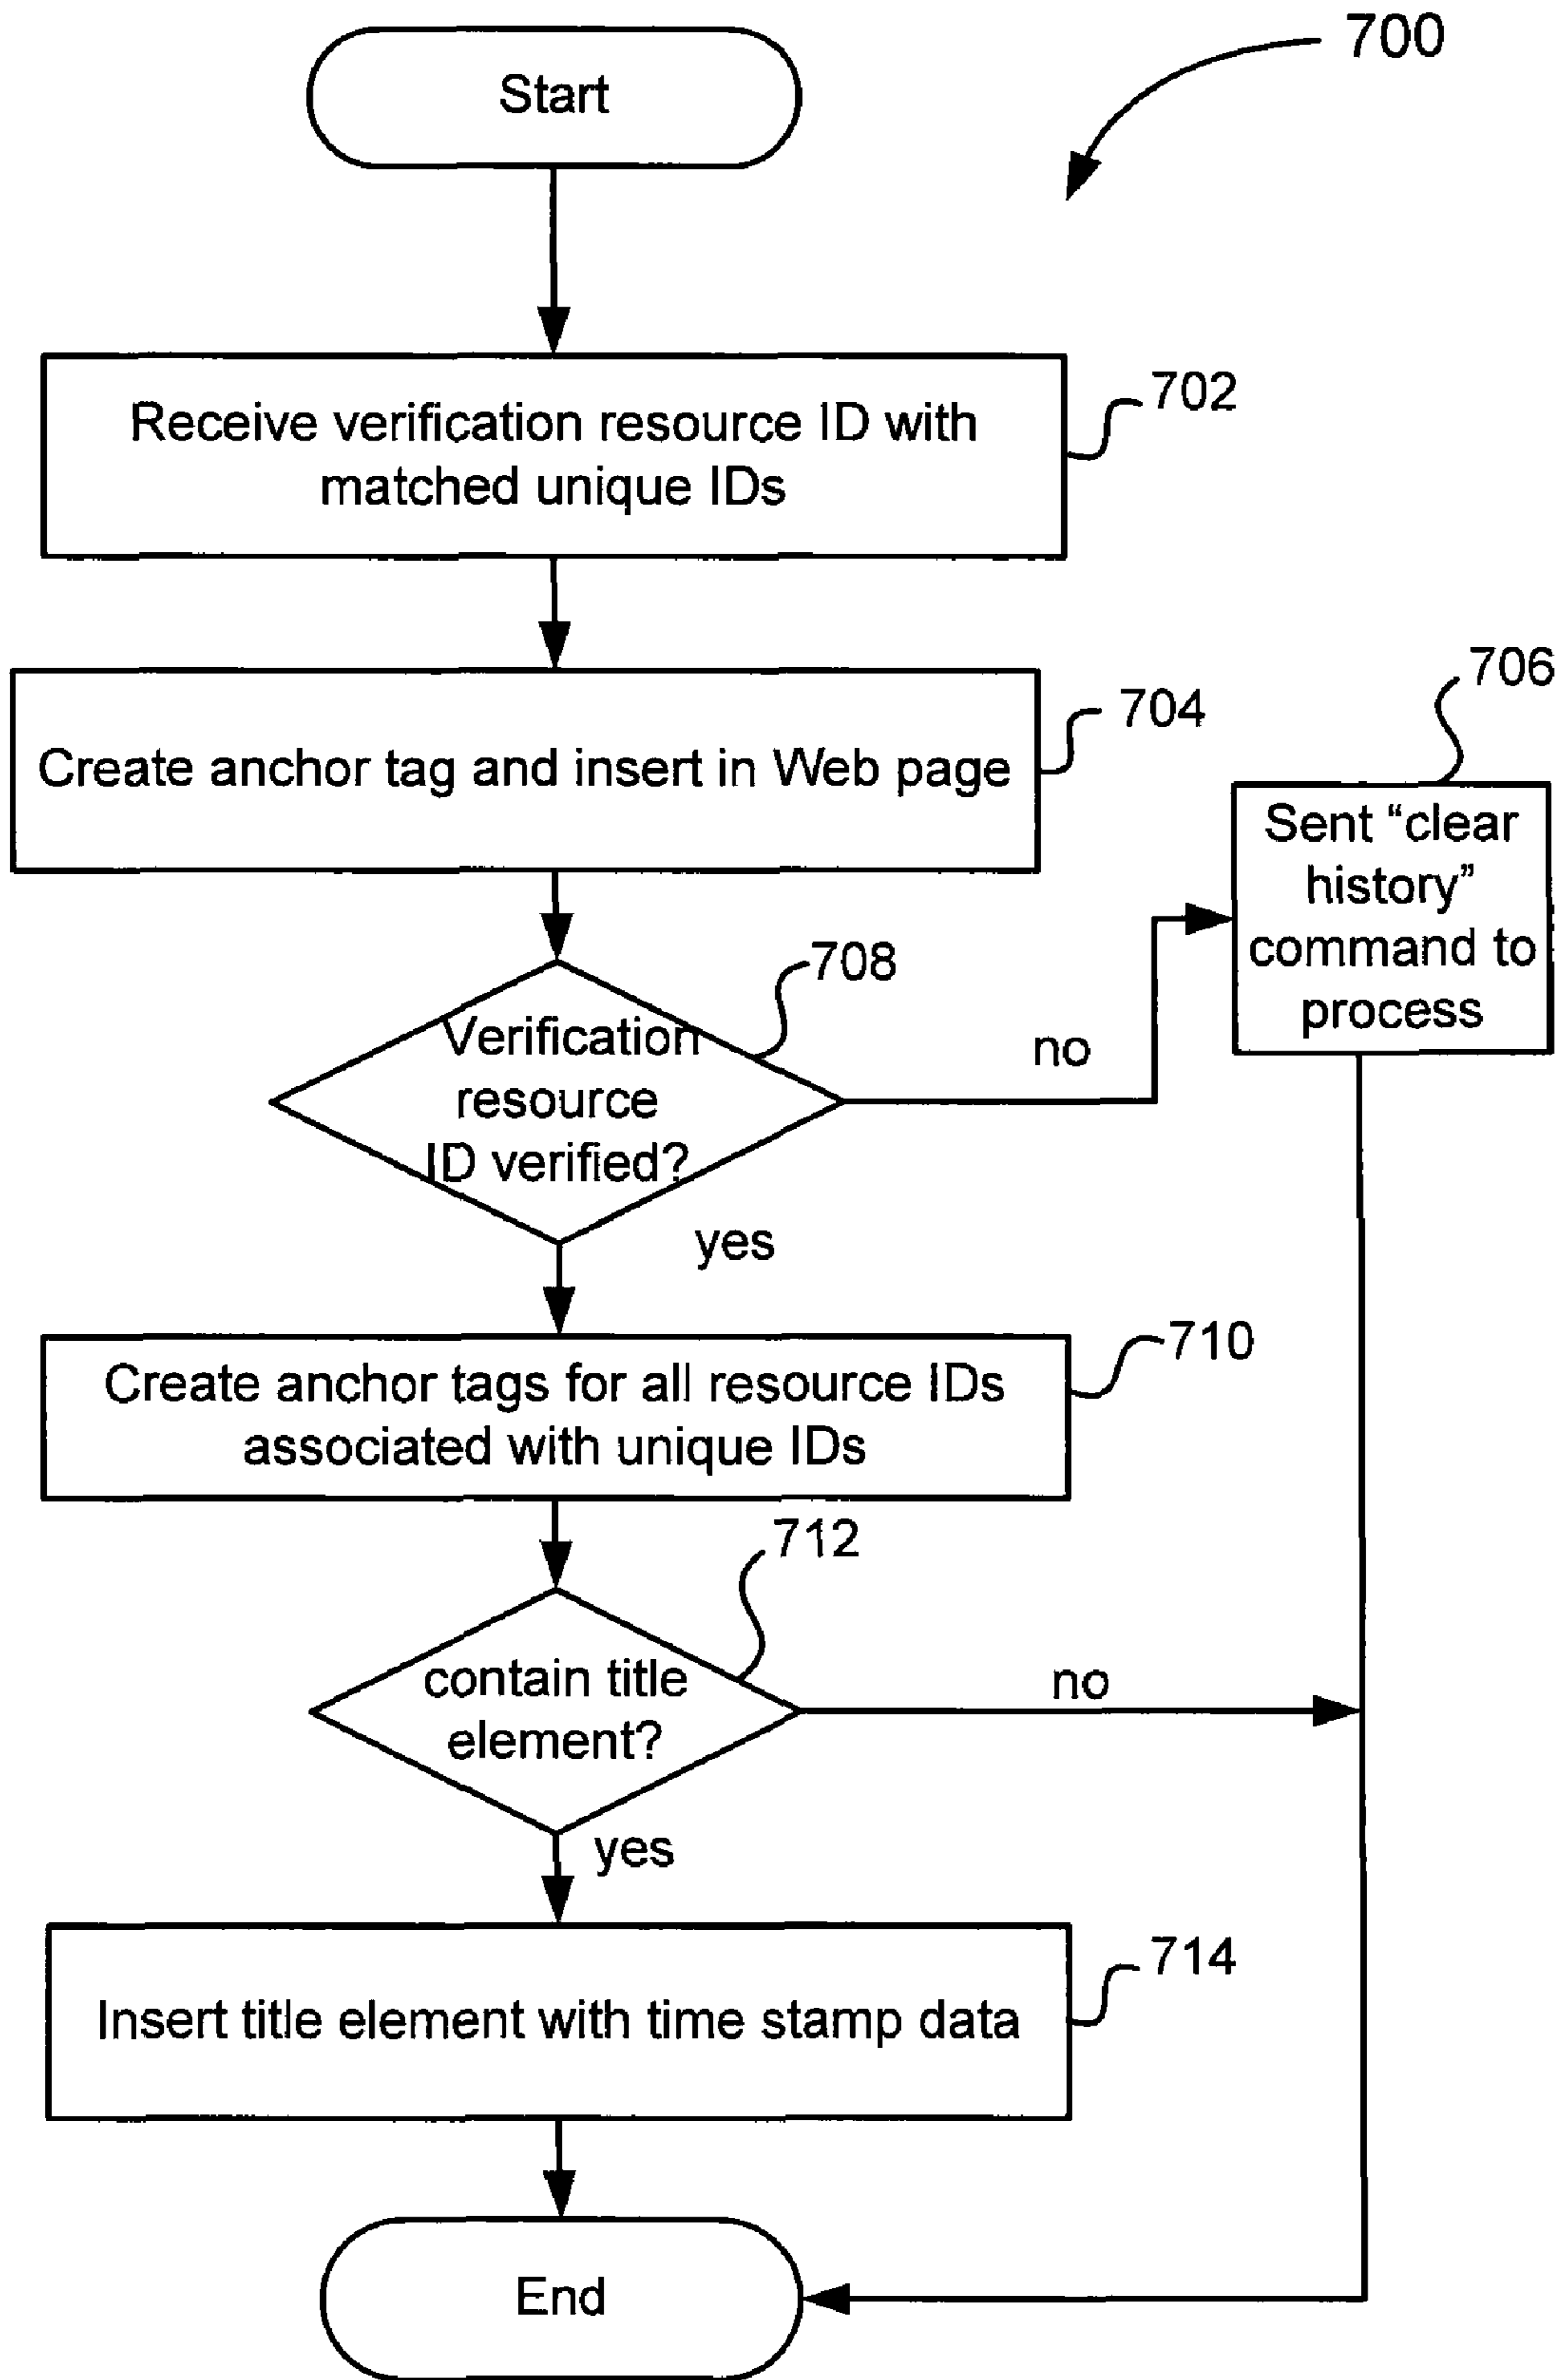 700
Start
Receive verification resource ID with
matched unique IDs
702
Create anchor tag and insert in Web page
704
706
Sent “clear
history”
command to
process
708
Verification
resource
ID verified?
no
yes
Create anchor tags for all resource IDs
associated with unique IDs
710
712
contain title
element?
no
yes
Insert title element with time stamp data
714
End